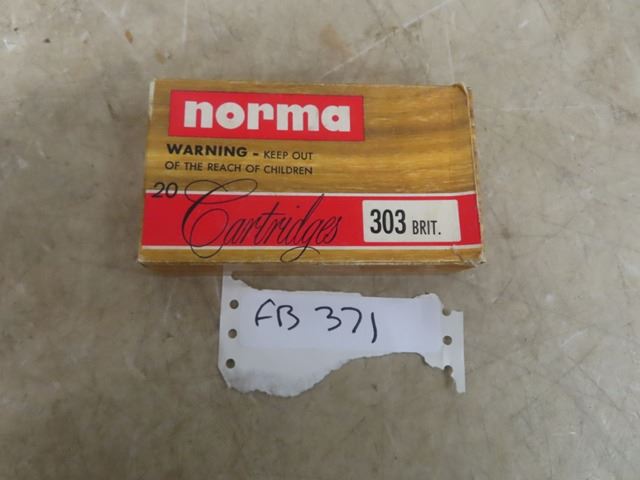 norma
WARNING - KEEP OUT
OF THE REACH OF CHILDREN
20 Cartridges
303 BRIT.
FB 371